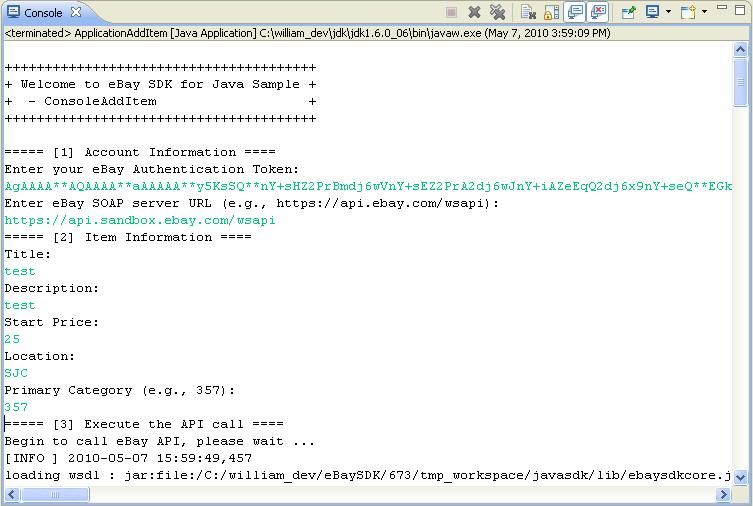 Console
<terminated> ApplicationAddItem [Java Application] C:\william_dev\jdk\jdk1.6.0_06\bin\javaw.exe (May 7, 2010 3:59:09 PM)
+++++++++++++++++++++++++++++++++++++++
+ Welcome to eBay SDK for Java Sample +
+  - ConsoleAddItem                   +
+++++++++++++++++++++++++++++++++++++++
===== [1] Account Information ====
Enter your eBay Authentication Token:
AgAAAA**AQAAAA**aAAAAA**y5KsSQ**nY+sHZ2PrBmdj6wVnY+sEZ2PrA2dj6wJnY+iAZeEqQ2dj6x9nY+seQ**EGk
Enter eBay SOAP server URL (e.g., https://api.ebay.com/wsapi):
https://api.sandbox.ebay.com/wsapi
===== [2] Item Information ====
Title:
test
Description:
test
Start Price:
25
Location:
SJC
Primary Category (e.g., 357):
357
===== [3] Execute the API call ====
Begin to call eBay API, please wait ...
[INFO ] 2010-05-07 15:59:49,457
loading wsdl : jar:file:/C:/william_dev/eBaySDK/673/tmp_workspace/javasdk/lib/ebaysdkcore.j